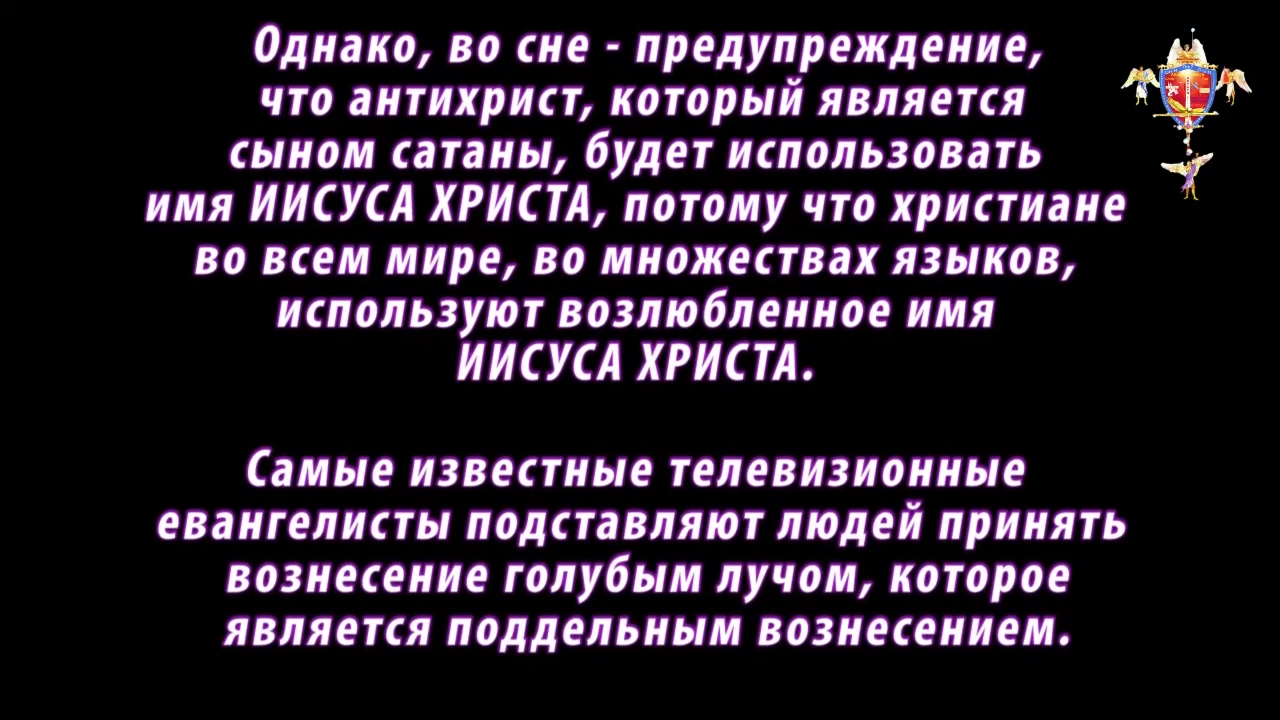 Однако, во сне - предупреждение,
что антихрист, который является
сыном сатаны, будет использовать
имя ИИСУСА ХРИСТА, потому что христиане
во всем мире, во множествах языков,
используют возлюбленное имя
ИИСУСА ХРИСТА.
Самые известные телевизионные
евангелисты подставляют людей принять
вознесение голубым лучом, которое
является поддельным вознесением.